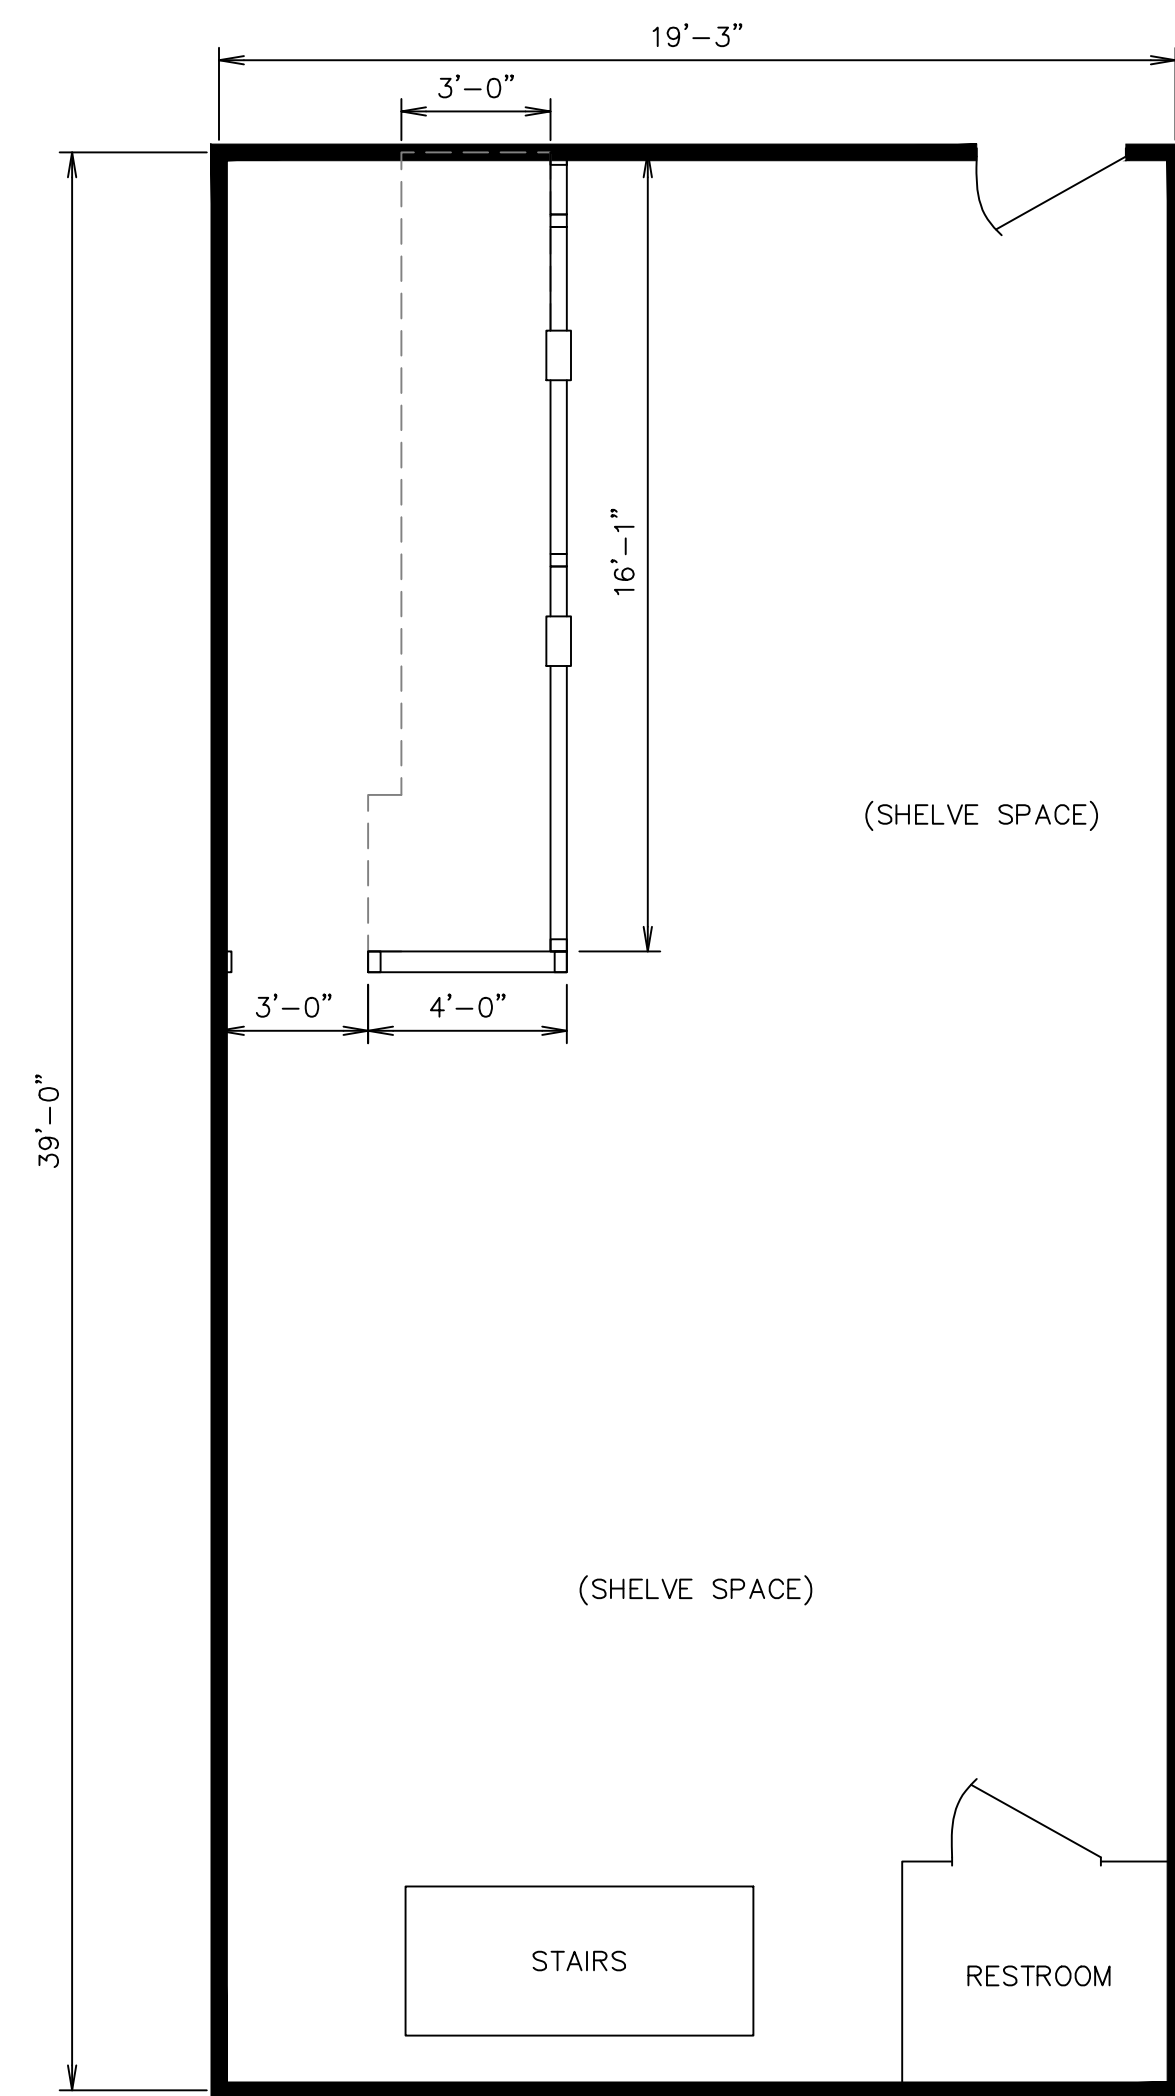 19'-3"
3'-0"
16'-1"
(SHELVE SPACE)
3'-0"
4'-0"
39'-0"
(SHELVE SPACE)
STAIRS
RESTROOM